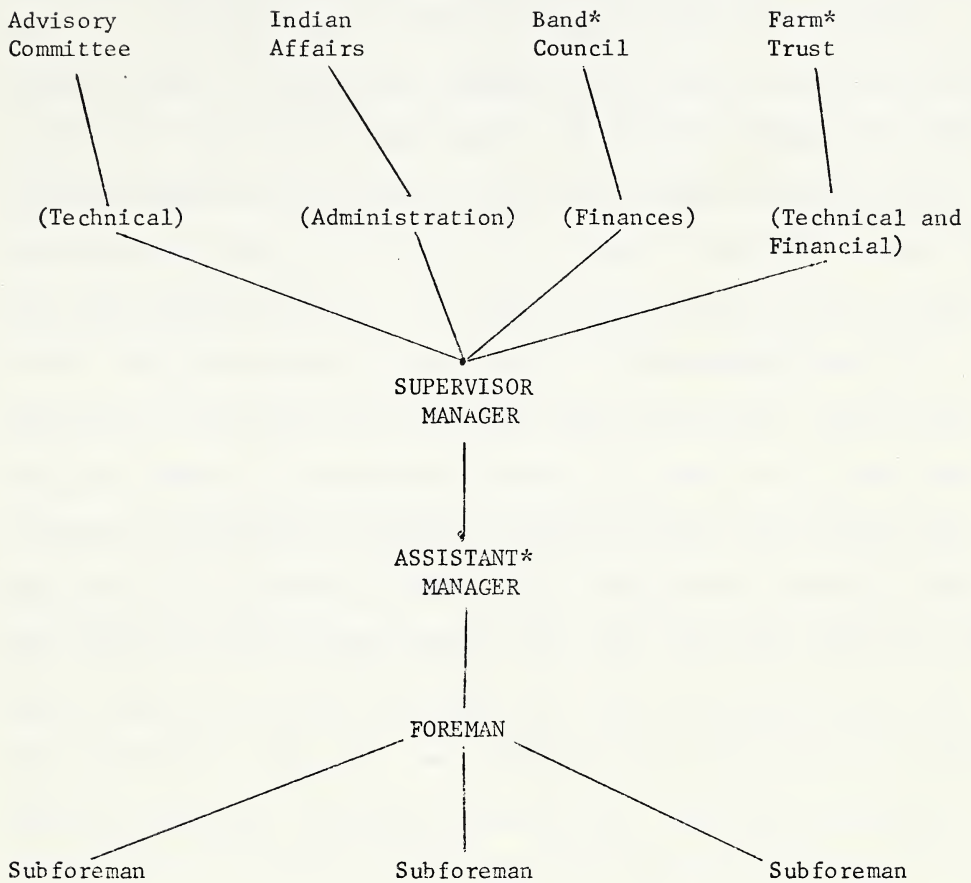 Advisory Committee
Indian Affairs
Band* Council
Farm* Trust
(Technical)
(Administration)
(Finances)
(Technical and
Financial)
SUPERVISOR
MANAGER
ASSISTANT*
MANAGER
FOREMAN
Subforeman
Subforeman
Subforeman